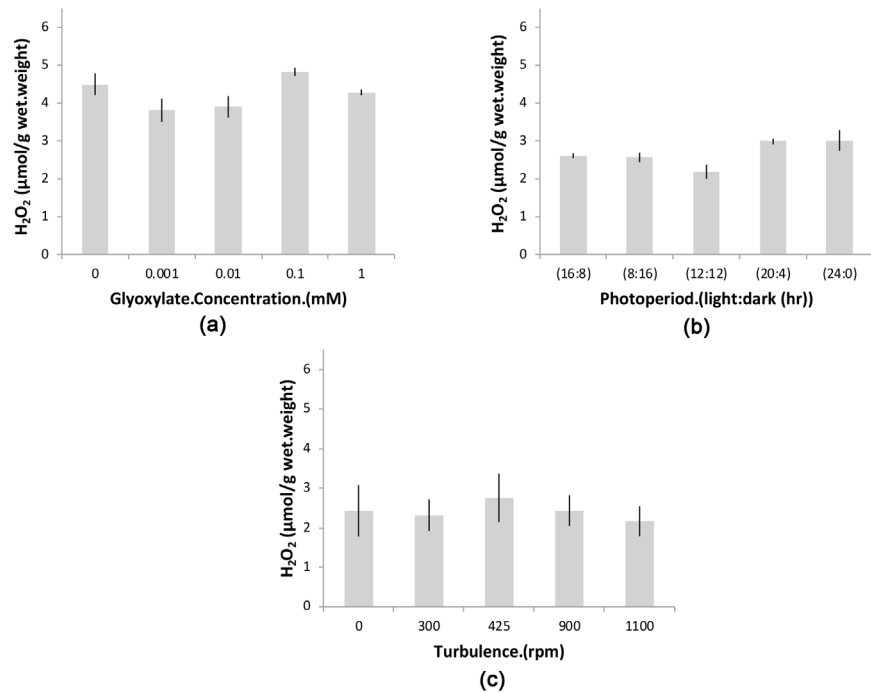 6
5
4
3
2
1
0
H₂O₂ (µmol/g wet.weight)
0 0.001 0.01 0.1 1
Glyoxylate.Concentration.(mM)
(a)
6
5
4
3
2
1
0
H₂O₂ (µmol/g wet.weight)
(16:8) (8:16) (12:12) (20:4) (24:0)
Photoperiod.(light:dark (hr))
(b)
6
5
4
3
2
1
0
H₂O₂ (µmol/g wet.weight)
0 300 425 900 1100
Turbulence.(rpm)
(c)